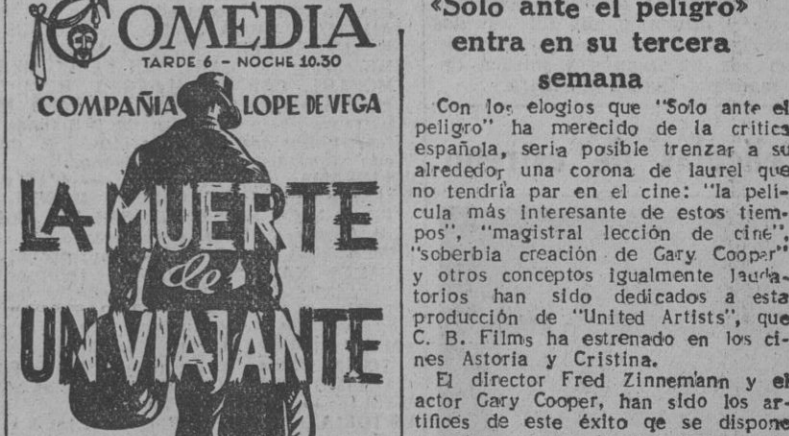 COMEDIA
TARDE 6 - NOCHE 10.30
COMPAÑIA LOPE DE VEGA
LA MUERTE
de
UN VIAJANTE
«Solo ante el peligro»
entra en su tercera
semana
Con los elogios que "Solo ante el
peligro" ha merecido de la crítica
española, seria posible trenzar a su
alrededor una corona de laurel que
no tendría par en el cine: "la pelí-
cula más interesante de estos tiem-
pos", "magistral lección de cine",
"soberbia creación de Gary Cooper"
y otros conceptos igualmente lauda-
torios han sido dedicados a esta
producción de "United Artists", que
C. B. Films ha estrenado en los ci-
nes Astoria y Cristina.
El director Fred Zinnemann y el
actor Gary Cooper, han sido los ar-
tífices de este éxito qe se dispone